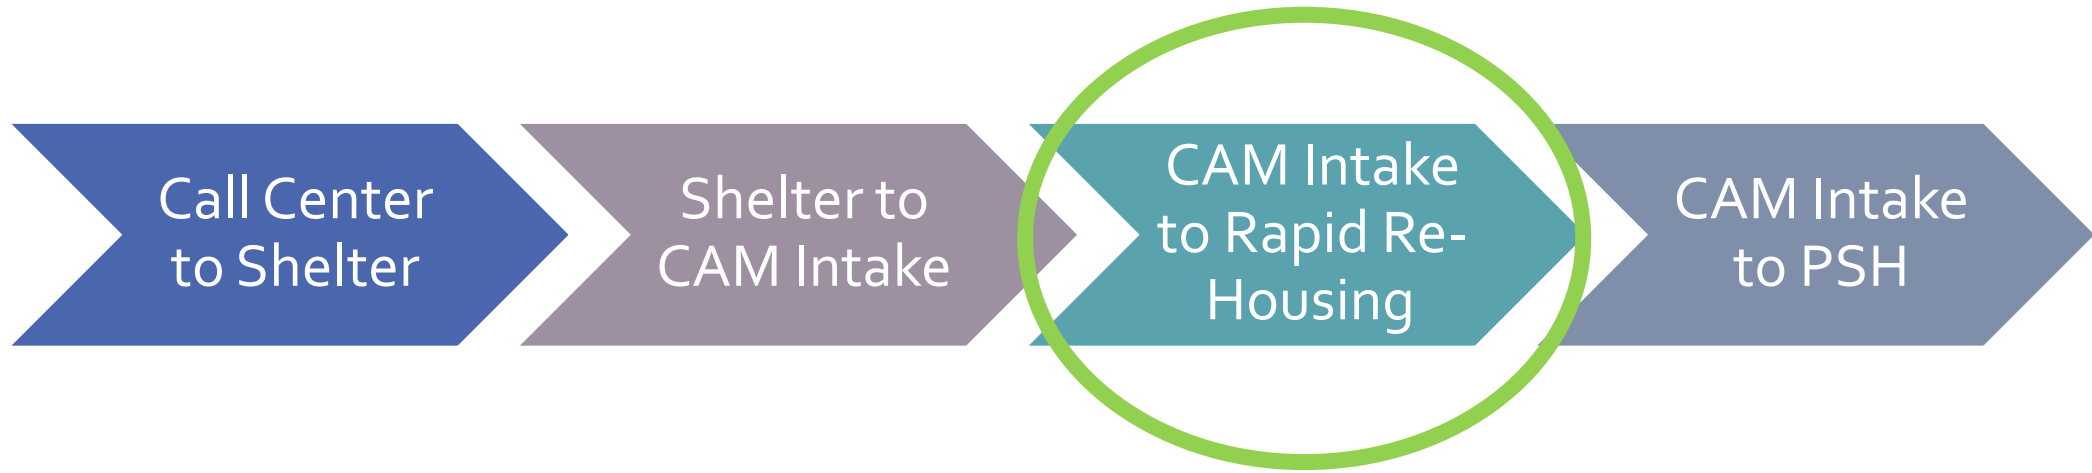 Call Center
to Shelter
Shelter to
CAM Intake
CAM Intake
to Rapid Re-
Housing
CAM Intake
to PSH